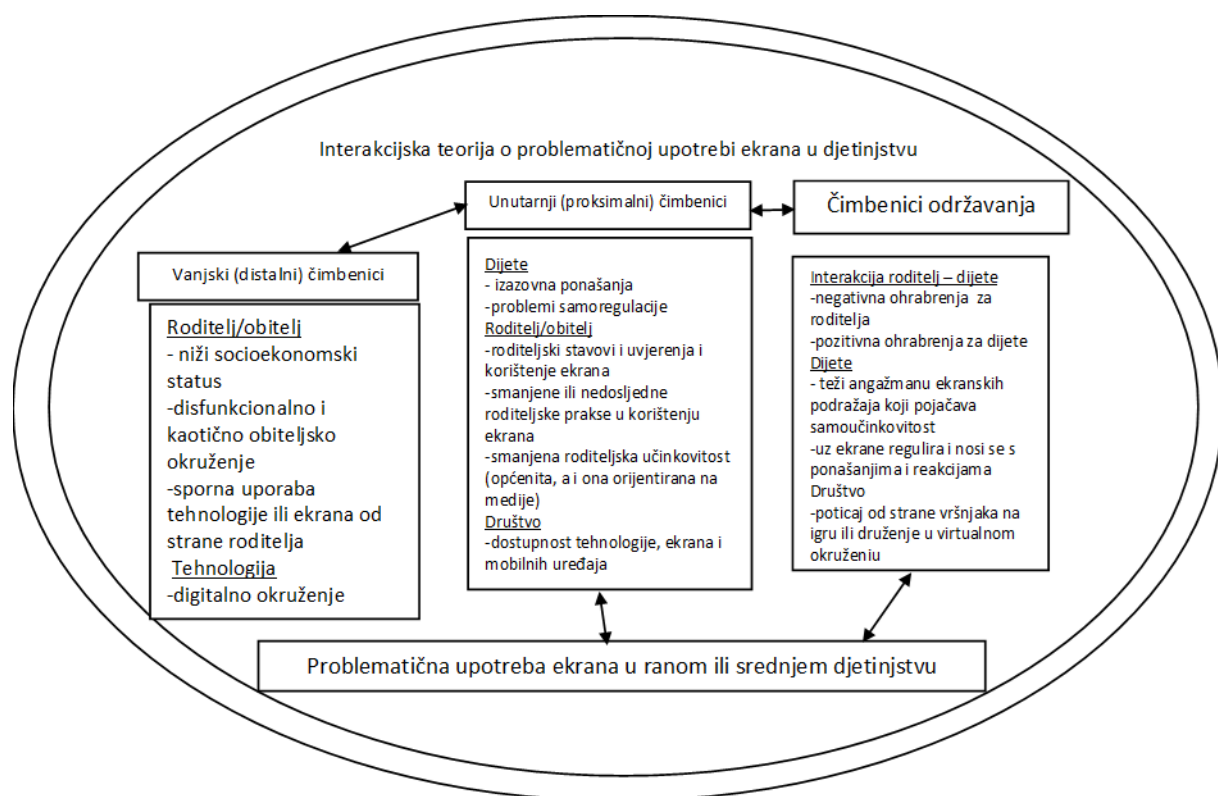 Interakcijska teorija o problematičnoj upotrebi ekrana u djetinjstvu
Vanjski (distalni) čimbenici
Roditelj/obitelj
- niži socioekonomski
status
-disfunkcionalno i
kaotično obiteljsko
okruženje
-sporna uporaba
tehnologije ili ekrana od
strane roditelja
Tehnologija
-digitalno okruženje
Unutarnji (proksimalni) čimbenici
Dijete
- izazovna ponašanja
- problemi samoregulacije
Roditelj/obitelj
-roditeljski stavovi i uvjerenja i
korištenje ekrana
-smanjene ili nedosljedne
roditeljske prakse u korištenju
ekrana
-smanjena roditeljska učinkovitost
(općenita, a i ona orijentirana na
medije)
Društvo
-dostupnost tehnologije, ekrana i
mobilnih uređaja
Čimbenici održavanja
Interakcija roditelj – dijete
-negativna ohrabrenja za
roditelja
-pozitivna ohrabrenja za dijete
Dijete
- teži angažmanu ekranskih
podražaja koji pojačava
samoučinkovitost
-uz ekrane regulira i nosi se s
ponašanjima i reakcijama
Društvo
-poticaj od strane vršnjaka na
igru ili druženje u virtualnom
okruženiu
Problematična upotreba ekrana u ranom ili srednjem djetinjstvu